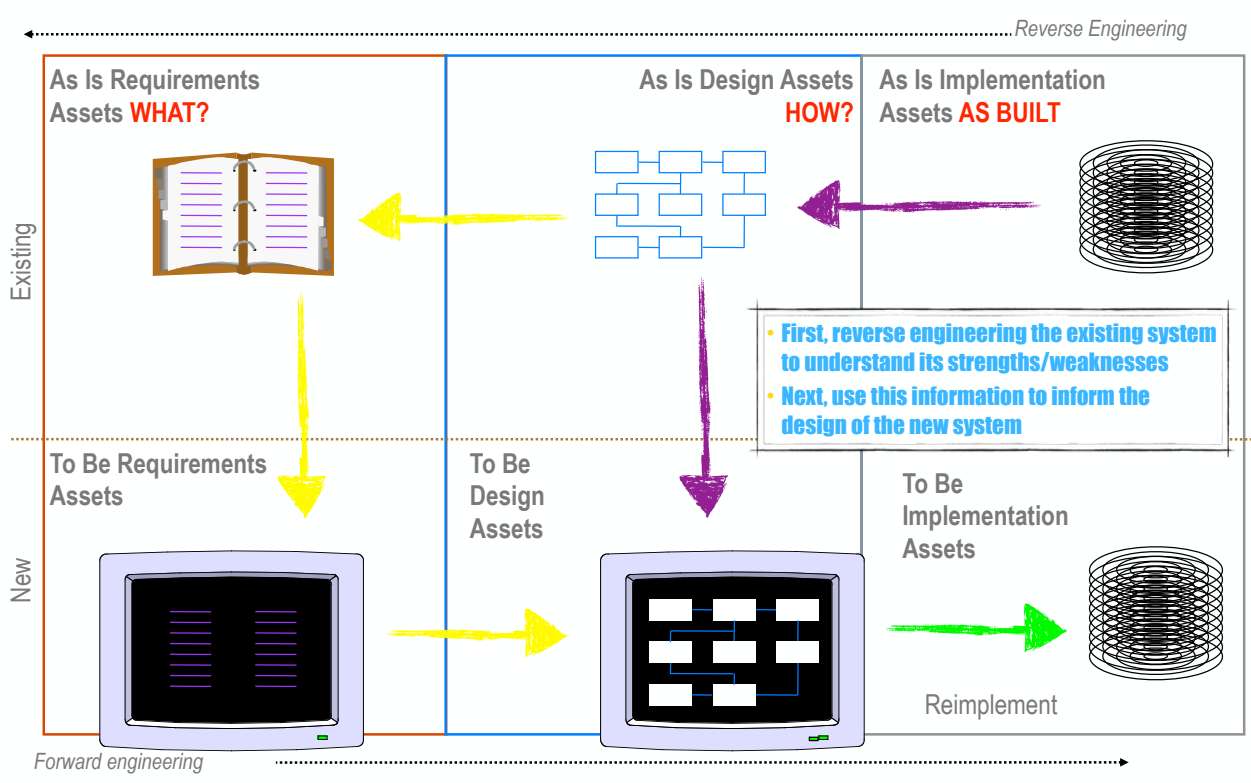 Reverse Engineering
As Is Requirements
Assets WHAT?
As Is Design Assets
HOW?
As Is Implementation
Assets AS BUILT
Existing
• First, reverse engineering the existing system
to understand its strengths/weaknesses
• Next, use this information to inform the
design of the new system
To Be Requirements
Assets
To Be
Design
Assets
To Be
Implementation
Assets
New
Reimplement
Forward engineering